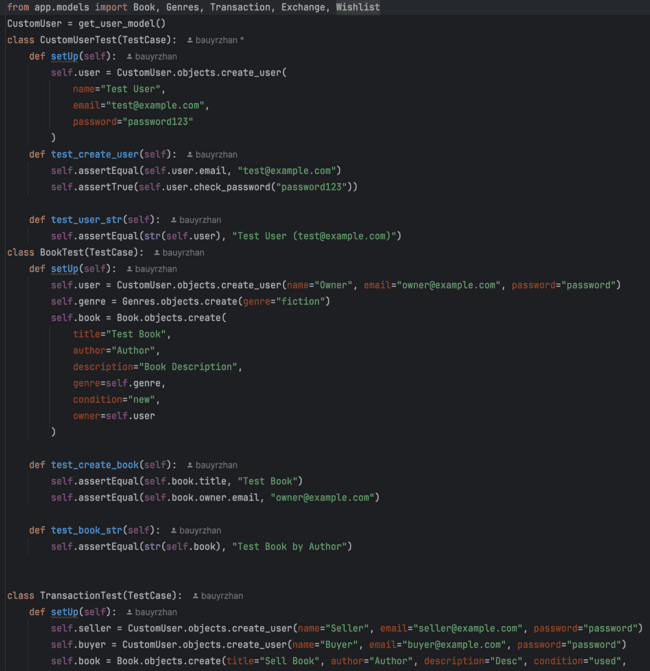 from app.models import Book, Genres, Transaction, Exchange, Wishlist
CustomUser = get_user_model()
class CustomUserTest(TestCase): bauyrzhan *
def setUp(self): bauyrzhan
self.user = CustomUser.objects.create_user(
name="Test User",
email="test@example.com",
password="password123"
)
def test_create_user(self): bauyrzhan
self.assertEqual(self.user.email, "test@example.com")
self.assertTrue(self.user.check_password("password123"))
def test_user_str(self): bauyrzhan
self.assertEqual(str(self.user), "Test User (test@example.com)")
class BookTest(TestCase): bauyrzhan
def setUp(self): bauyrzhan
self.user = CustomUser.objects.create_user(name="Owner", email="owner@example.com", password="password")
self.genre = Genres.objects.create(genre="fiction")
self.book = Book.objects.create(
title="Test Book",
author="Author",
description="Book Description",
genre=self.genre,
condition="new",
owner=self.user
)
def test_create_book(self): bauyrzhan
self.assertEqual(self.book.title, "Test Book")
self.assertEqual(self.book.owner.email, "owner@example.com")
def test_book_str(self): bauyrzhan
self.assertEqual(str(self.book), "Test Book by Author")
class TransactionTest(TestCase): bauyrzhan
def setUp(self): bauyrzhan
self.seller = CustomUser.objects.create_user(name="Seller", email="seller@example.com", password="password")
self.buyer = CustomUser.objects.create_user(name="Buyer", email="buyer@example.com", password="password")
self.book = Book.objects.create(title="Sell Book", author="Author", description="Desc", condition="used",